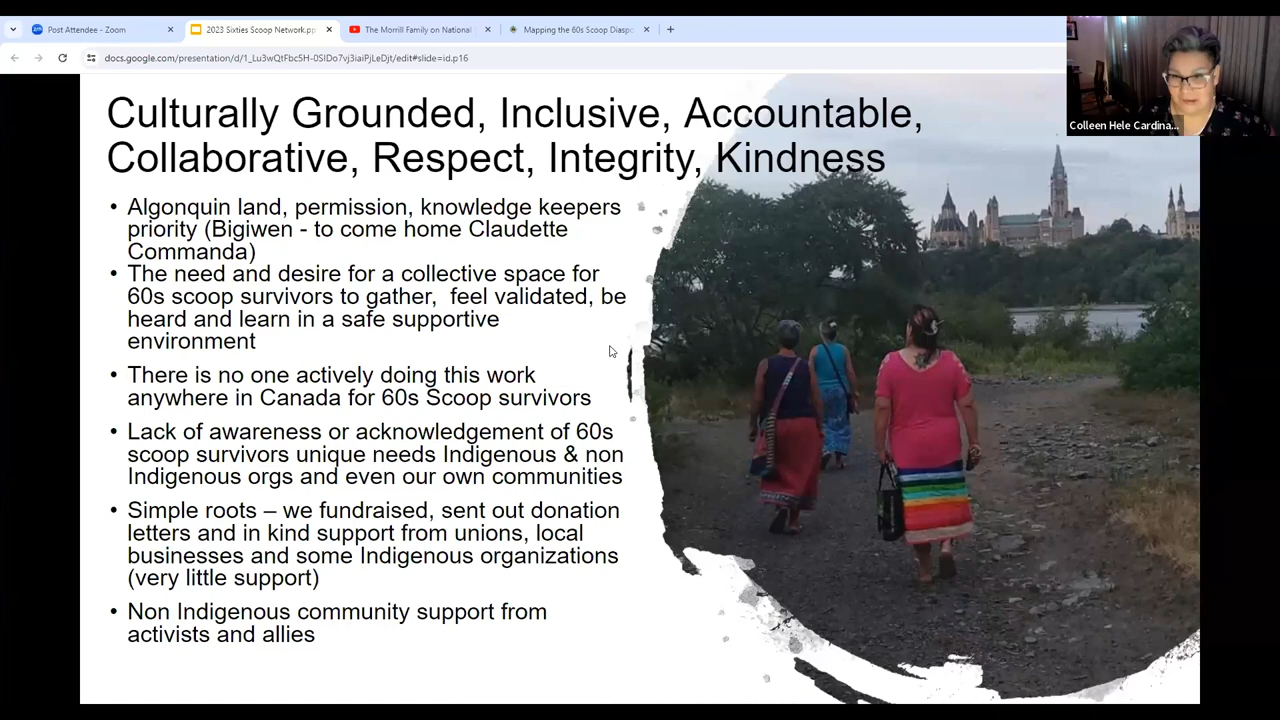 Post Attendee - Zoom
2023 Sixties Scoop Network.pp
The Morrill Family on National
Mapping the 60s Scoop Diaspo
docs.google.com/presentation/d/1_Lu3wQtFbc5H-0SIDo7vj3iaiPjLeDjt/edit#slide=id.p16
Colleen Hele Cardina...
Culturally Grounded, Inclusive, Accountable,
Collaborative, Respect, Integrity, Kindness
• Algonquin land, permission, knowledge keepers
priority (Bigiwen - to come home Claudette
Commanda)
• The need and desire for a collective space for
60s scoop survivors to gather, feel validated, be
heard and learn in a safe supportive
environment
• There is no one actively doing this work
anywhere in Canada for 60s Scoop survivors
• Lack of awareness or acknowledgement of 60s
scoop survivors unique needs Indigenous & non
Indigenous orgs and even our own communities
• Simple roots – we fundraised, sent out donation
letters and in kind support from unions, local
businesses and some Indigenous organizations
(very little support)
• Non Indigenous community support from
activists and allies